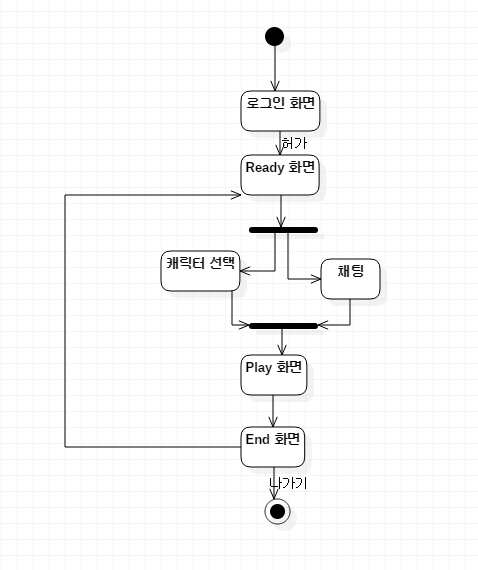 로그인 화면
허가
Ready 화면
캐릭터 선택
채팅
Play 화면
End 화면
나가기